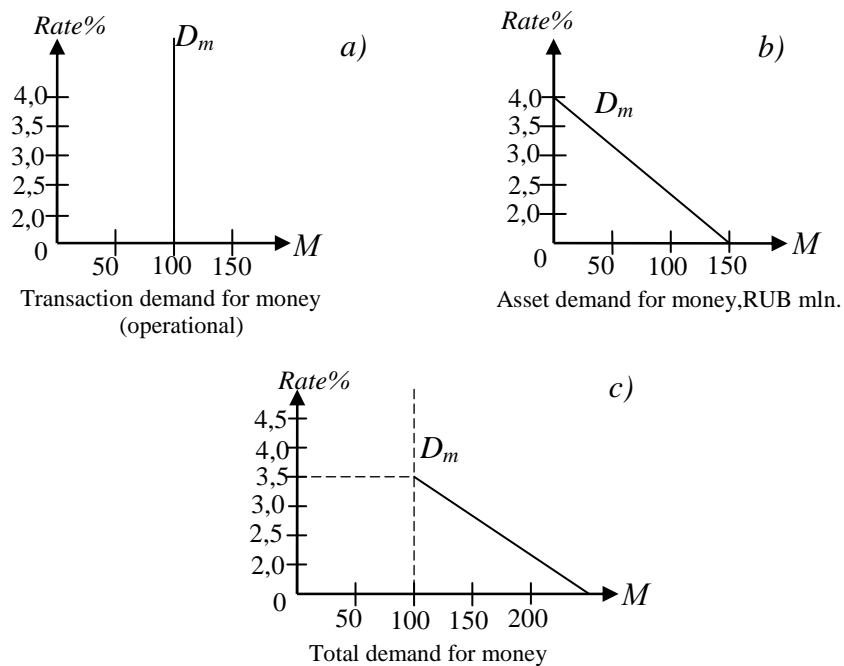 Rate%
D_m
a)
4,0
3,5
3,0
2,5
2,0
0
50 100 150
M
Transaction demand for money
(operational)
Rate%
b)
4,0
D_m
3,5
3,0
2,5
2,0
0
50 100 150
M
Asset demand for money,RUB mln.
Rate%
c)
4,5
4,0
D_m
3,5
3,0
2,5
2,0
0
50 100 150 200
M
Total demand for money